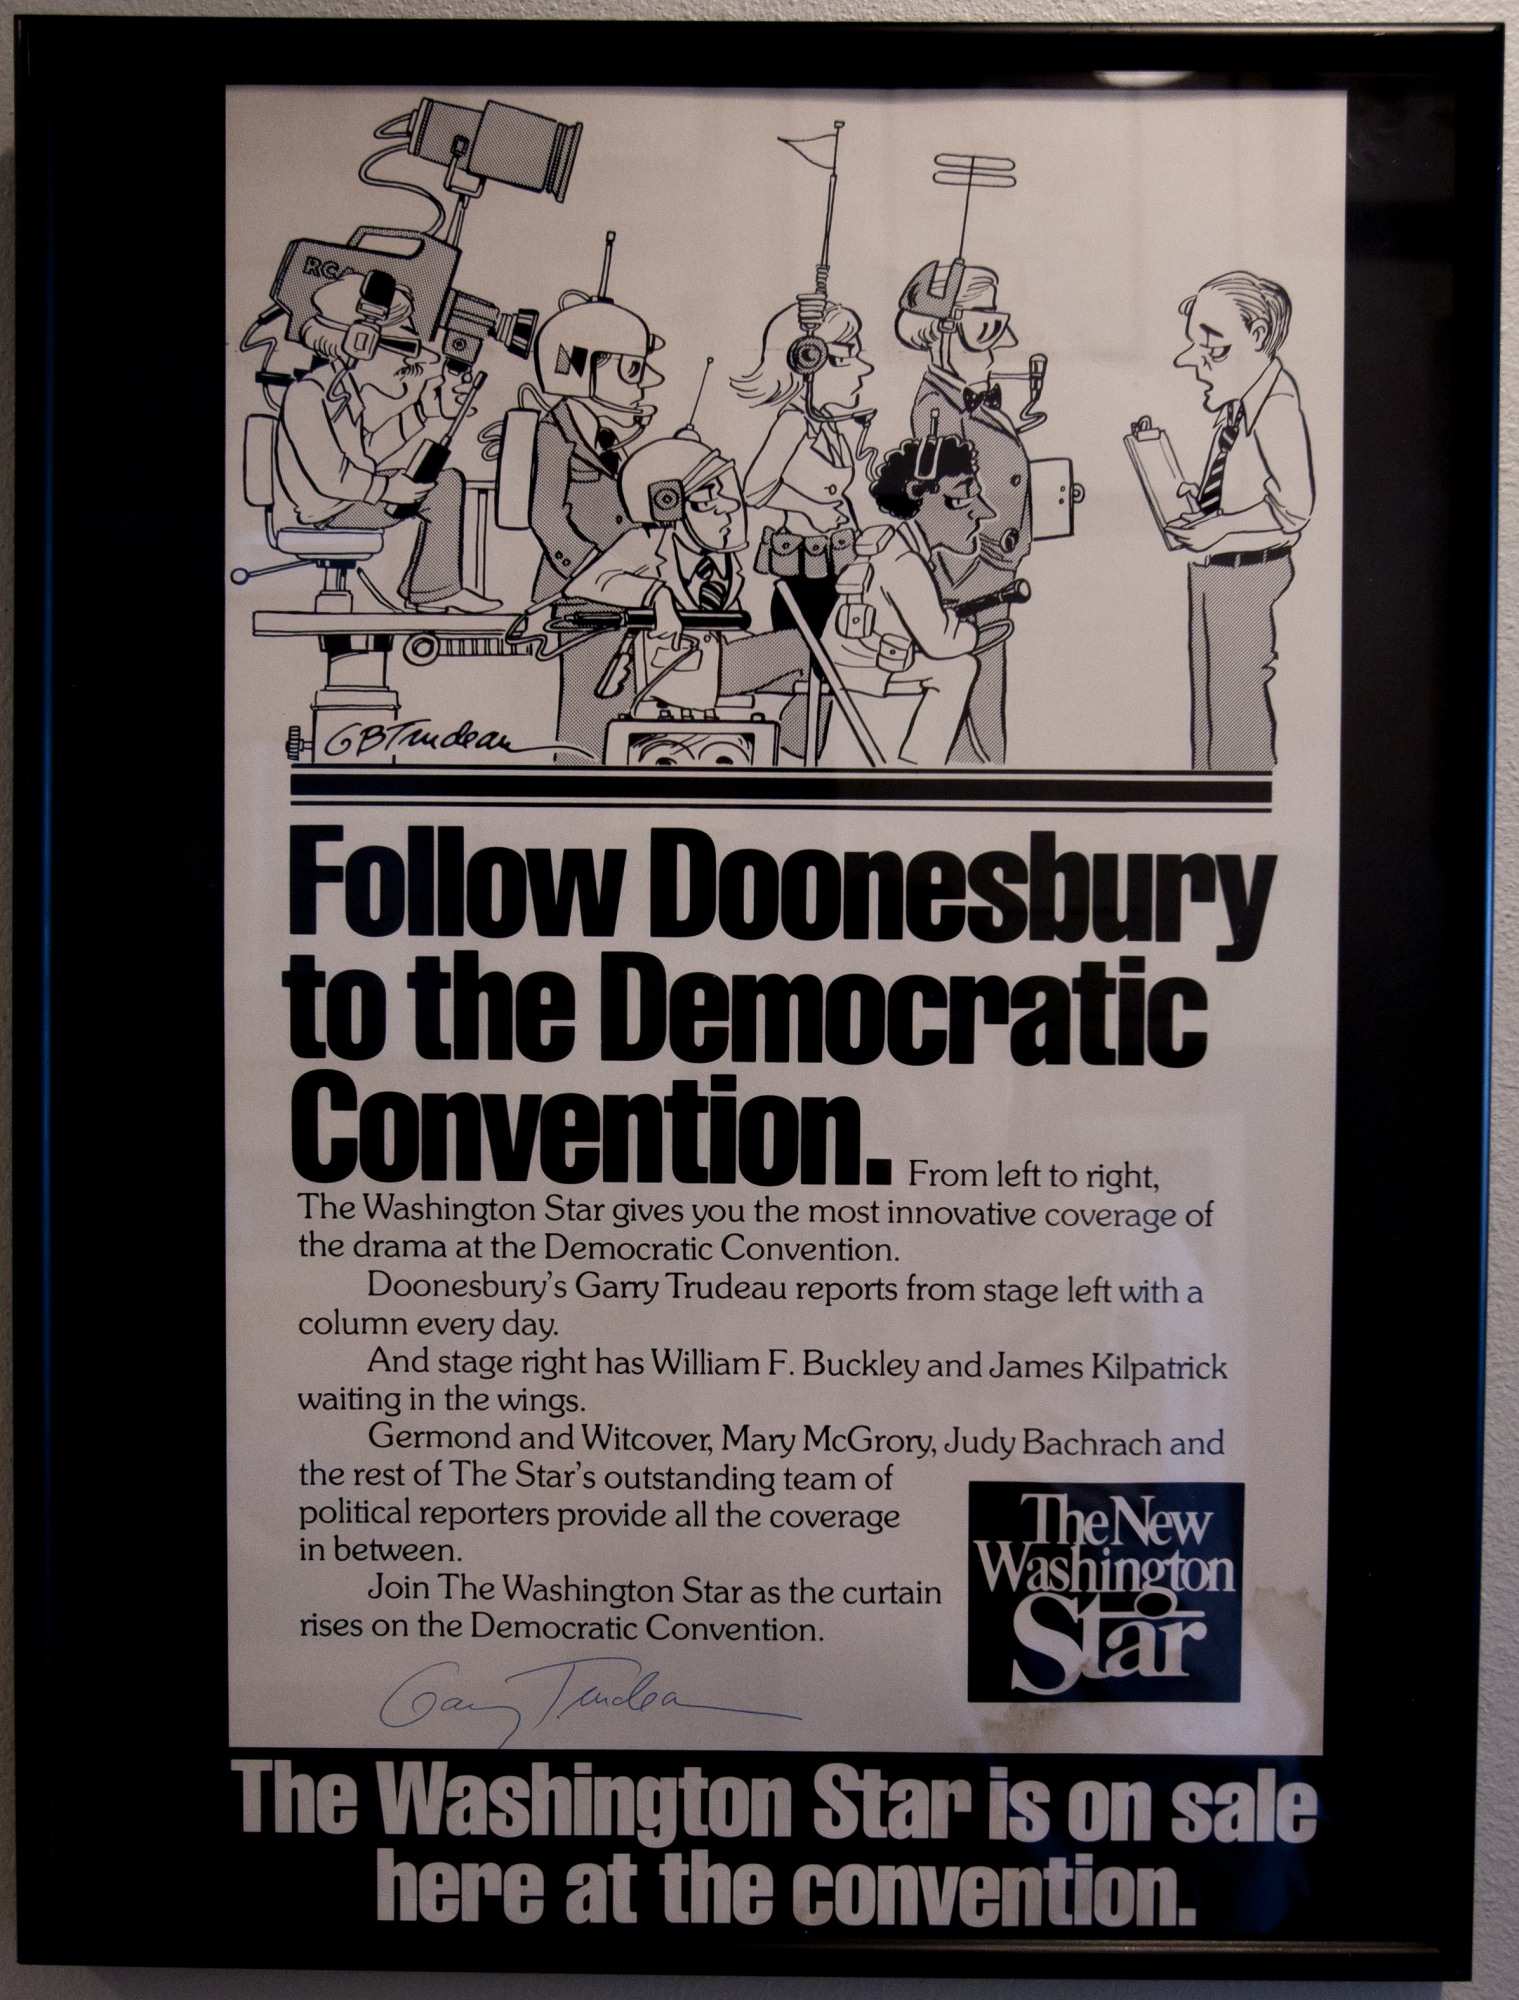 RCA
GBTrudeau
Follow Doonesbury
to the Democratic
Convention. From left to right,
The Washington Star gives you the most innovative coverage of
the drama at the Democratic Convention.
Doonesbury's Garry Trudeau reports from stage left with a
column every day.
And stage right has William F. Buckley and James Kilpatrick
waiting in the wings.
Germond and Witcover, Mary McGrory, Judy Bachrach and
the rest of The Star's outstanding team of
political reporters provide all the coverage
in between.
Join The Washington Star as the curtain
rises on the Democratic Convention.
The New
Washington
Star
Garry Trudeau
The Washington Star is on sale
here at the convention.